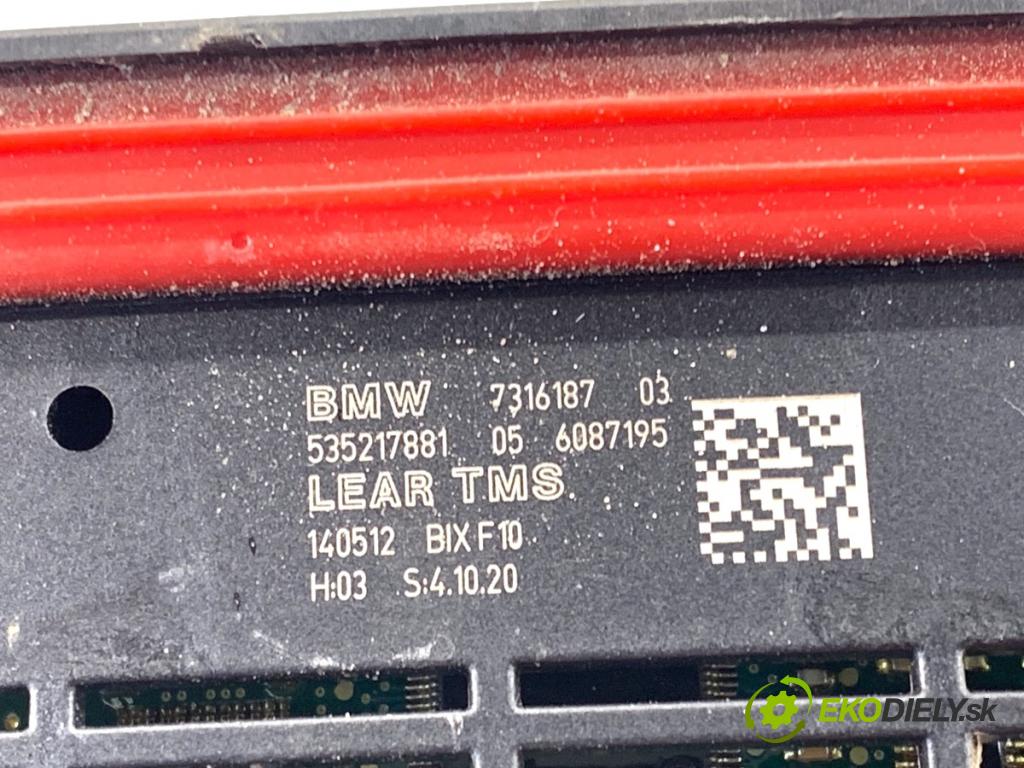 BMW 7316187 03
535217881 05 6087195
LEAR TMS
140512 BIX F10
H:03 S:4.10.20
EKODIELY.sk